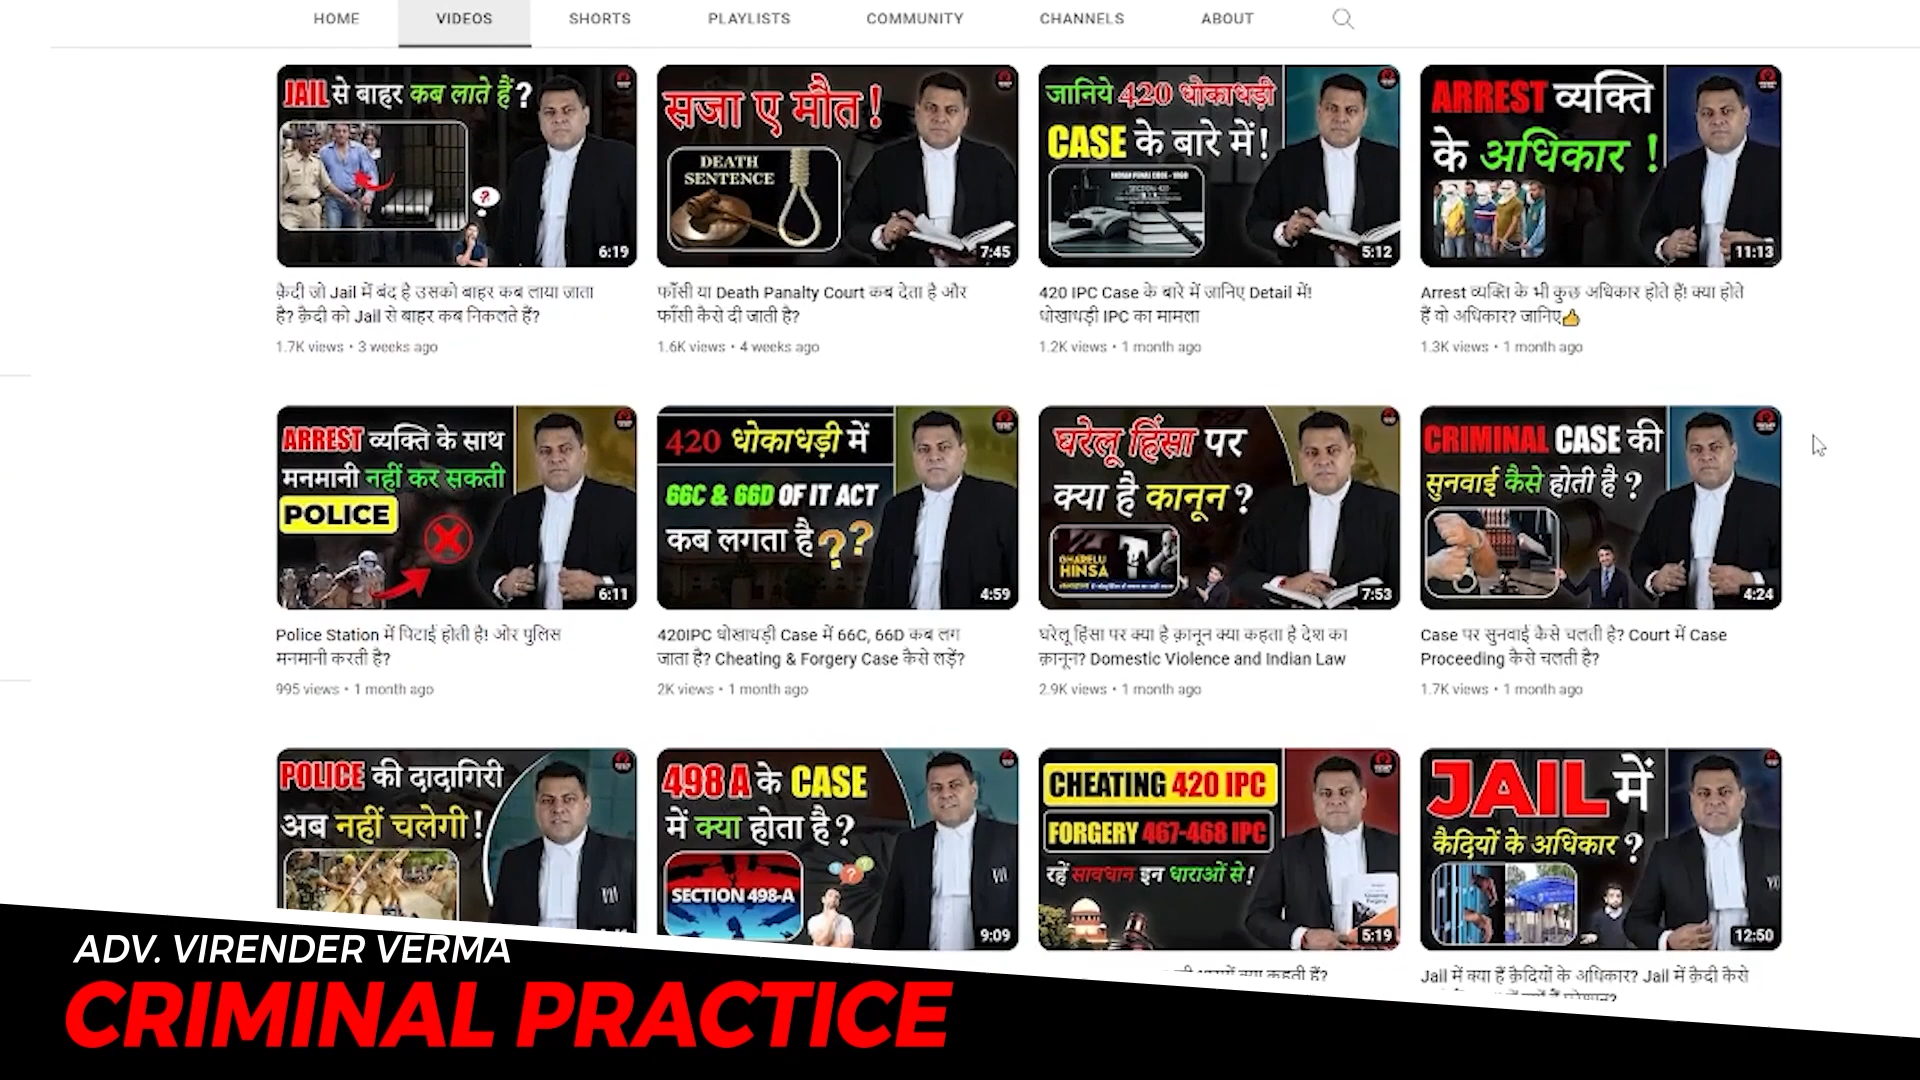 HOME VIDEOS SHORTS PLAYLISTS COMMUNITY CHANNELS ABOUT
JAIL से बाहर कब लाते हैं ?
?
6:19
क़ैदी जो Jail में बंद है उसको बाहर कब लाया जाता
है? क़ैदी को Jail से बाहर कब निकलते हैं?
1.7K views • 3 weeks ago
सजा ए मौत !
DEATH
SENTENCE
7:45
फाँसी या Death Panalty Court कब देता है और
फाँसी कैसे दी जाती है?
1.6K views • 4 weeks ago
जानिये 420 धोकाधड़ी
CASE के बारे में !
INDIAN PENAL CODE - 1860
SECTION 420
5:12
420 IPC Case के बारे में जानिए Detail में!
धोखाधड़ी IPC का मामला
1.2K views • 1 month ago
ARREST व्यक्ति
के अधिकार !
11:13
Arrest व्यक्ति के भी कुछ अधिकार होते हैं! क्या होते
हैं वो अधिकार? जानिए👍
1.3K views • 1 month ago
ARREST व्यक्ति के साथ
मनमानी नहीं कर सकती
POLICE
6:11
Police Station में पिटाई होती है! ओर पुलिस
मनमानी करती है?
995 views • 1 month ago
420 धोकाधड़ी में
66C & 66D OF IT ACT
कब लगता है ??
4:59
420IPC धोखाधड़ी Case में 66C, 66D कब लग
जाता है? Cheating & Forgery Case कैसे लड़ें?
2K views • 1 month ago
घरेलू हिंसा पर
क्या है कानून ?
GHARELU
HINSA
7:53
घरेलू हिंसा पर क्या है क़ानून क्या कहता है देश का
क़ानून? Domestic Violence and Indian Law
2.9K views • 1 month ago
CRIMINAL CASE की
सुनवाई कैसे होती है ?
4:24
Case पर सुनवाई कैसे चलती है? Court में Case
Proceeding कैसे चलती है?
1.7K views • 1 month ago
POLICE की दादागिरी
अब नहीं चलेगी !
498 A के CASE
में क्या होता है ?
SECTION 498-A
9:09
CHEATING 420 IPC
FORGERY 467-468 IPC
रहें सावधान इन धाराओं से !
5:19
क्या कहती हैं?
JAIL में
कैदियों के अधिकार ?
12:50
Jail में क्या हैं क़ैदियों के अधिकार? Jail में क़ैदी कैसे
ADV. VIRENDER VERMA
CRIMINAL PRACTICE